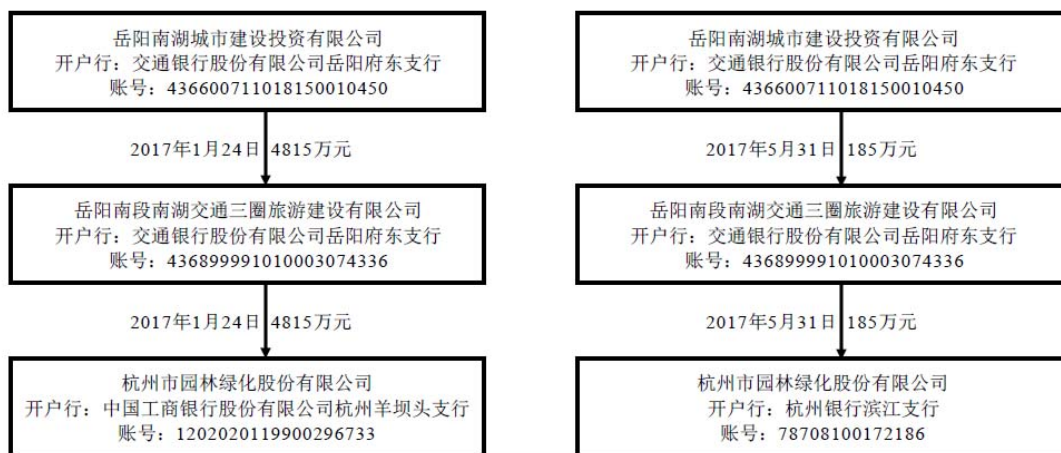 岳阳南湖城市建设投资有限公司
开户行：交通银行股份有限公司岳阳府东支行
账号：436600711018150010450
2017年1月24日 4815万元
岳阳南段南湖交通三圈旅游建设有限公司
开户行：交通银行股份有限公司岳阳府东支行
账号：436899991010003074336
2017年1月24日 4815万元
杭州市园林绿化股份有限公司
开户行：中国工商银行股份有限公司杭州羊坝头支行
账号：1202020119900296733
岳阳南湖城市建设投资有限公司
开户行：交通银行股份有限公司岳阳府东支行
账号：436600711018150010450
2017年5月31日 185万元
岳阳南段南湖交通三圈旅游建设有限公司
开户行：交通银行股份有限公司岳阳府东支行
账号：436899991010003074336
2017年5月31日 185万元
杭州市园林绿化股份有限公司
开户行：杭州银行滨江支行
账号：78708100172186